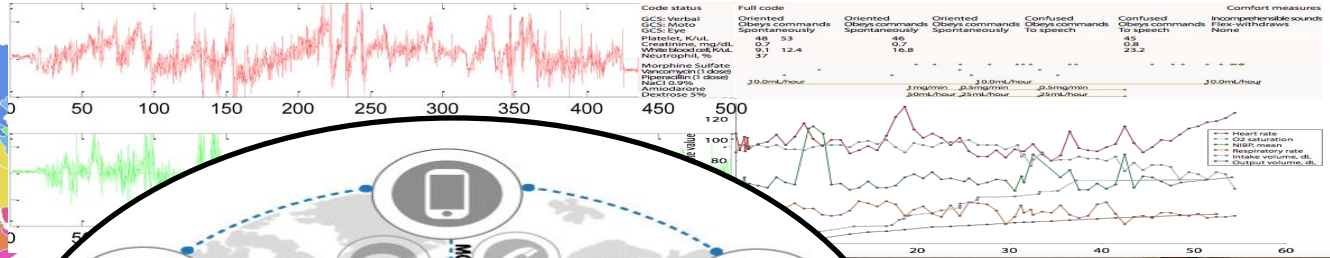 Code status Full code Comfort measures
GCS: Verbal Oriented Oriented Oriented Confused Confused Incomprehensible sounds
GCS: Moto Obeys commands Obeys commands Obeys commands Obeys commands Obeys commands Flex-withdraws
GCS: Eye Spontaneously Spontaneously Spontaneously To speech To speech None
Platelet, K/uL 48 53 46 45
Creatinine, mg/dL 0.7 0.7 0.8
White blood cell, K/uL 9.1 12.4 16.8 23.2
Neutrophil, % 37
Morphine Sulfate
Vancomycin (1 dose)
Piperacillin (1 dose)
NaCl 0.9% 10.0mL/hour 10.0mL/hour 10.0mL/hour
Amiodarone 1mg/min 0.5mg/min 0.5mg/min
Dextrose 5% 50mL/hour 25mL/hour 25mL/hour
0 50 100 150 200 250 300 350 400 450 500
120
100
80
e value
Heart rate
O2 saturation
NIBP, mean
Respiratory rate
Intake volume, dL
Output volume, dL
0 5
20 30 40 50 60